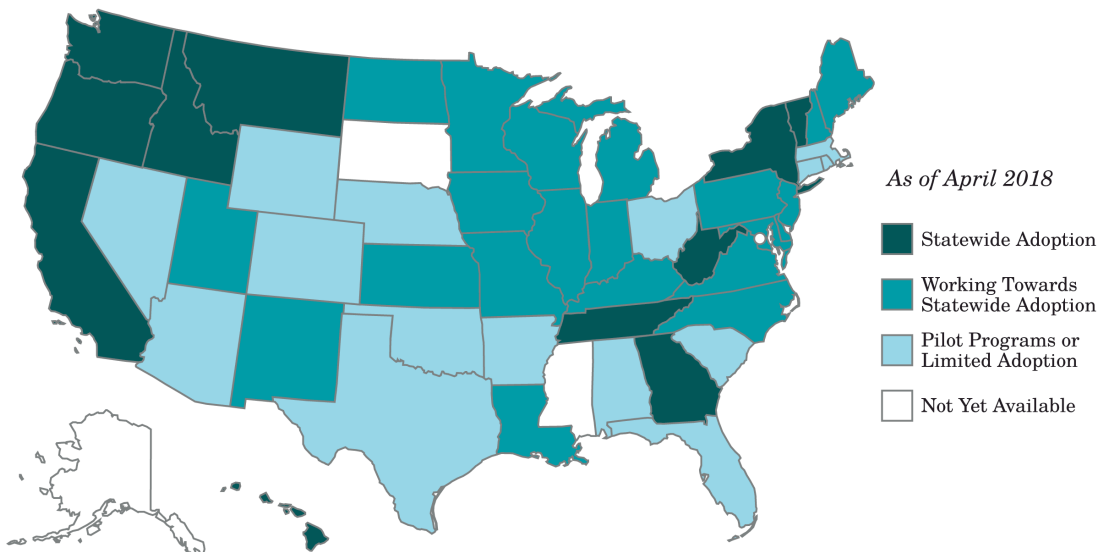 As of April 2018
Statewide Adoption
Working Towards
Statewide Adoption
Pilot Programs or
Limited Adoption
Not Yet Available